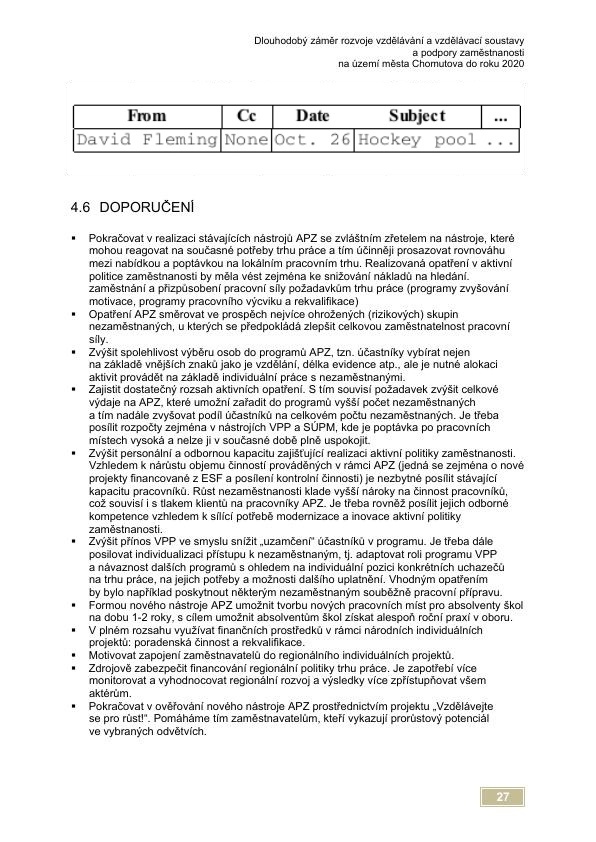 Dlouhodobý záměr rozvoje vzdělávání a vzdělávací soustavy
a podpory zaměstnanosti
na území města Chomutova do roku 2020
From Cc Date Subject ...
David Fleming None Oct. 26 Hockey pool ...
4.6 DOPORUČENÍ
▪ Pokračovat v realizaci stávajících nástrojů APZ se zvláštním zřetelem na nástroje, které
mohou reagovat na současné potřeby trhu práce a tím účinněji prosazovat rovnováhu
mezi nabídkou a poptávkou na lokálním pracovním trhu. Realizovaná opatření v aktivní
politice zaměstnanosti by měla vést zejména ke snižování nákladů na hledání.
zaměstnání a přizpůsobení pracovní síly požadavkům trhu práce (programy zvyšování
motivace, programy pracovního výcviku a rekvalifikace)
▪ Opatření APZ směrovat ve prospěch nejvíce ohrožených (rizikových) skupin
nezaměstnaných, u kterých se předpokládá zlepšit celkovou zaměstnatelnost pracovní
síly.
▪ Zvýšit spolehlivost výběru osob do programů APZ, tzn. účastníky vybírat nejen
na základě vnějších znaků jako je vzdělání, délka evidence atp., ale je nutné alokaci
aktivit provádět na základě individuální práce s nezaměstnanými.
▪ Zajistit dostatečný rozsah aktivních opatření. S tím souvisí požadavek zvýšit celkové
výdaje na APZ, které umožní zařadit do programů vyšší počet nezaměstnaných
a tím nadále zvyšovat podíl účastníků na celkovém počtu nezaměstnaných. Je třeba
posílit rozpočty zejména v nástrojích VPP a SÚPM, kde je poptávka po pracovních
místech vysoká a nelze ji v současné době plně uspokojit.
▪ Zvýšit personální a odbornou kapacitu zajišťující realizaci aktivní politiky zaměstnanosti.
Vzhledem k nárůstu objemu činností prováděných v rámci APZ (jedná se zejména o nové
projekty financované z ESF a posílení kontrolní činnosti) je nezbytné posílit stávající
kapacitu pracovníků. Růst nezaměstnanosti klade vyšší nároky na činnost pracovníků,
což souvisí i s tlakem klientů na pracovníky APZ. Je třeba rovněž posílit jejich odborné
kompetence vzhledem k sílící potřebě modernizace a inovace aktivní politiky
zaměstnanosti.
▪ Zvýšit přínos VPP ve smyslu snížit „uzamčení" účastníků v programu. Je třeba dále
posilovat individualizaci přístupu k nezaměstnaným, tj. adaptovat roli programu VPP
a návaznost dalších programů s ohledem na individuální pozici konkrétních uchazečů
na trhu práce, na jejich potřeby a možnosti dalšího uplatnění. Vhodným opatřením
by bylo například poskytnout některým nezaměstnaným souběžně pracovní přípravu.
▪ Formou nového nástroje APZ umožnit tvorbu nových pracovních míst pro absolventy škol
na dobu 1-2 roky, s cílem umožnit absolventům škol získat alespoň roční praxi v oboru.
▪ V plném rozsahu využívat finančních prostředků v rámci národních individuálních
projektů: poradenská činnost a rekvalifikace.
▪ Motivovat zapojení zaměstnavatelů do regionálního individuálních projektů.
▪ Zdrojově zabezpečit financování regionální politiky trhu práce. Je zapotřebí více
monitorovat a vyhodnocovat regionální rozvoj a výsledky více zpřístupňovat všem
aktérům.
▪ Pokračovat v ověřování nového nástroje APZ prostřednictvím projektu „Vzdělávejte
se pro růst!“. Pomáháme tím zaměstnavatelům, kteří vykazují prorůstový potenciál
ve vybraných odvětvích.
27